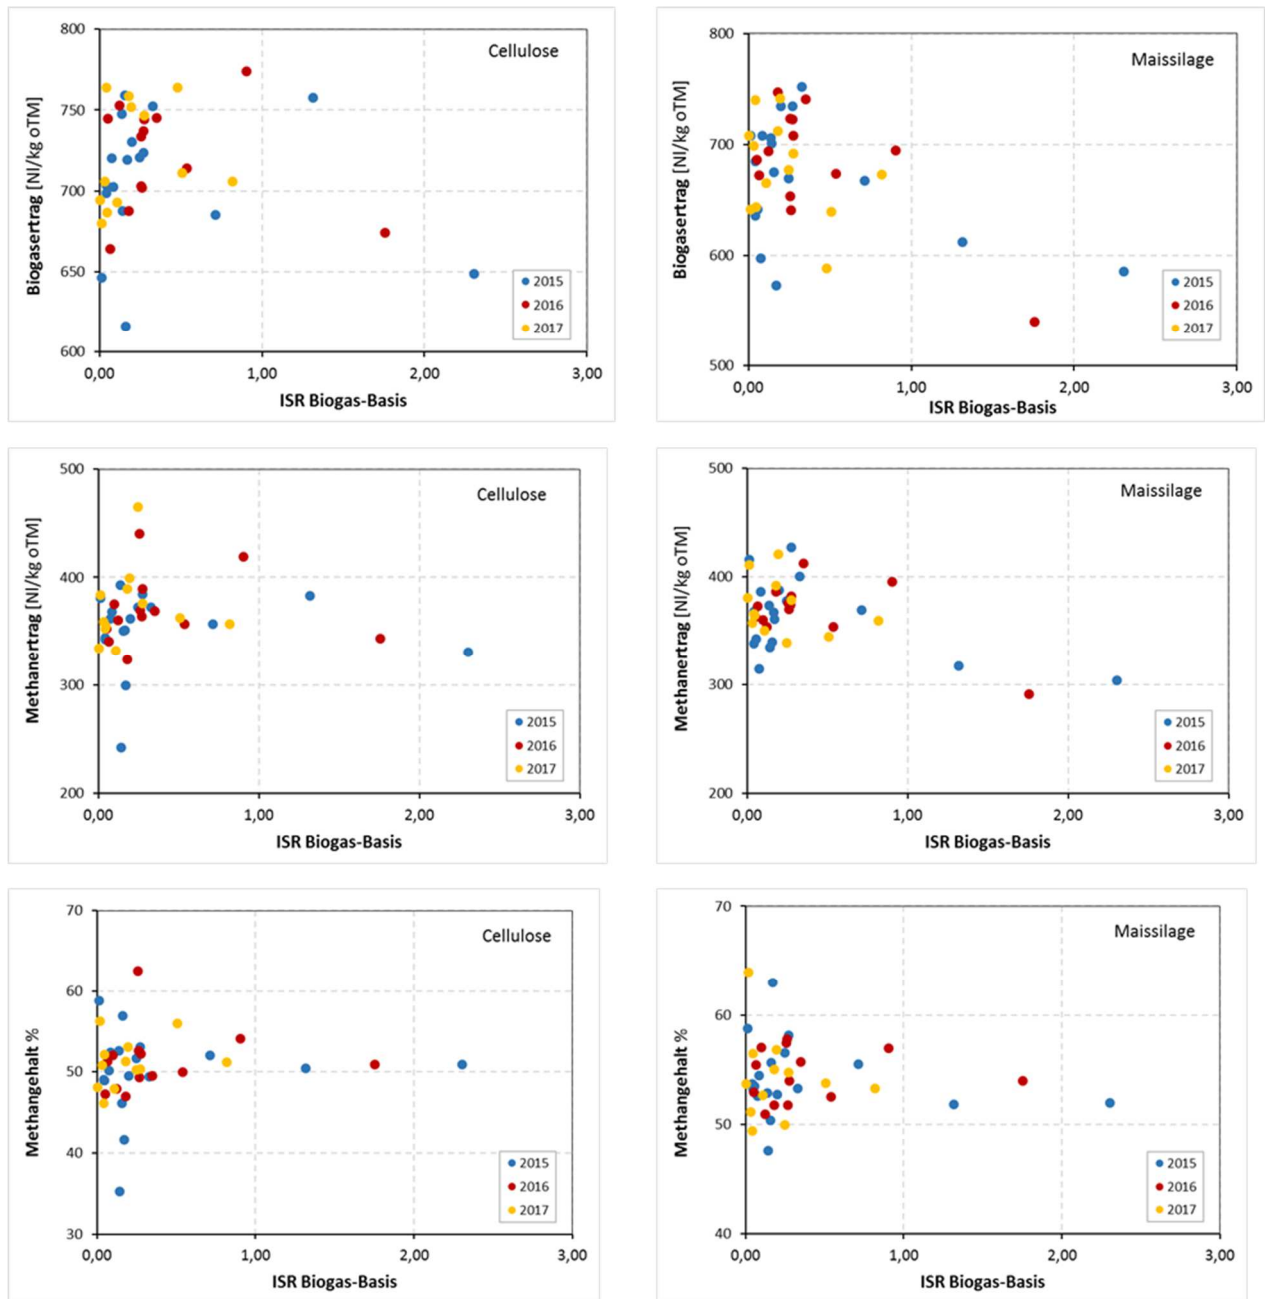 800
750
700
650
600
Biogasertrag [Nl/kg oTM]
Cellulose
2015
2016
2017
0,00 1,00 2,00 3,00
ISR Biogas-Basis
800
700
600
500
Biogasertrag [Nl/kg oTM]
Maissilage
2015
2016
2017
0,00 1,00 2,00 3,00
ISR Biogas-Basis
500
400
300
200
Methanertrag [Nl/kg oTM]
Cellulose
2015
2016
2017
0,00 1,00 2,00 3,00
ISR Biogas-Basis
500
400
300
200
Methanertrag [Nl/kg oTM]
Maissilage
2015
2016
2017
0,00 1,00 2,00 3,00
ISR Biogas-Basis
70
60
50
40
30
Methangehalt %
Cellulose
2015
2016
2017
0,00 1,00 2,00 3,00
ISR Biogas-Basis
70
60
50
40
Methangehalt %
Maissilage
2015
2016
2017
0,00 1,00 2,00 3,00
ISR Biogas-Basis